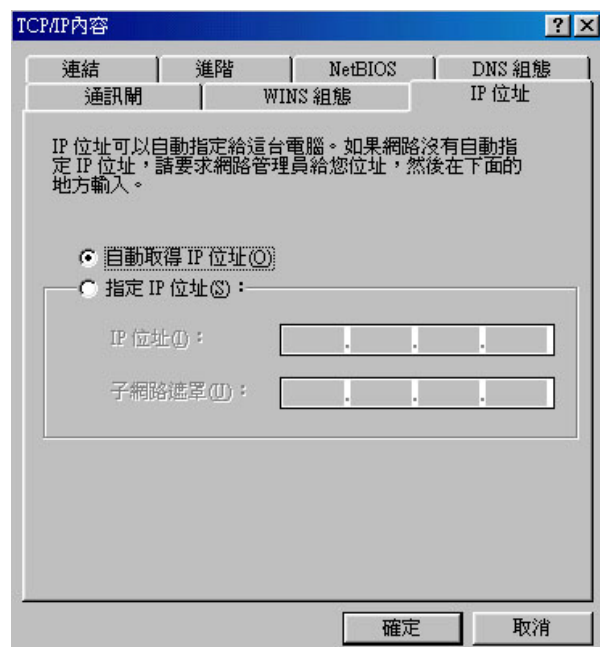 TCP/IP內容
連結 進階 NetBIOS DNS 組態
通訊閘 WINS 組態 IP 位址
IP 位址可以自動指定給這台電腦。如果網路沒有自動指
定 IP 位址，請要求網路管理員給您位址，然後在下面的
地方輸入。
自動取得 IP 位址(O)
指定 IP 位址(S)：
IP 位址(I)：
子網路遮罩(U)：
確定 取消